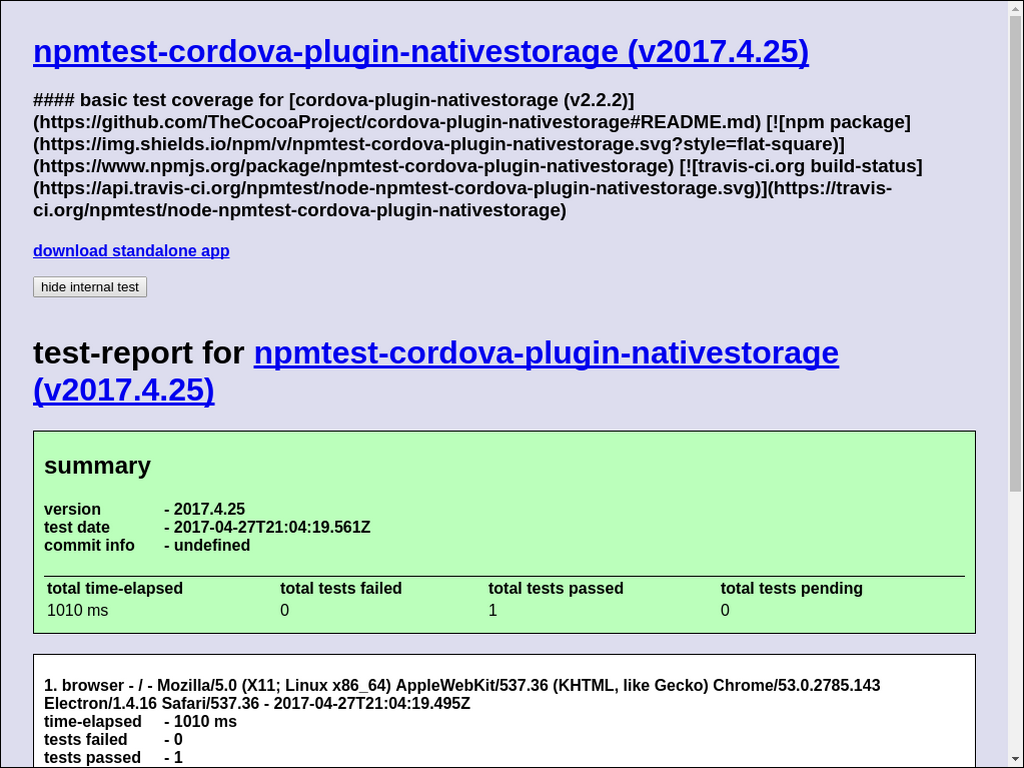 npmtest-cordova-plugin-nativestorage (v2017.4.25)
#### basic test coverage for [cordova-plugin-nativestorage (v2.2.2)]
(https://github.com/TheCocoaProject/cordova-plugin-nativestorage#README.md) [![npm package]
(https://img.shields.io/npm/v/npmtest-cordova-plugin-nativestorage.svg?style=flat-square)]
(https://www.npmjs.org/package/npmtest-cordova-plugin-nativestorage) [![travis-ci.org build-status]
(https://api.travis-ci.org/npmtest/node-npmtest-cordova-plugin-nativestorage.svg)](https://travis-
ci.org/npmtest/node-npmtest-cordova-plugin-nativestorage)
download standalone app
hide internal test
test-report for npmtest-cordova-plugin-nativestorage
(v2017.4.25)
summary
version - 2017.4.25
test date - 2017-04-27T21:04:19.561Z
commit info - undefined
total time-elapsed total tests failed total tests passed total tests pending
1010 ms 0 1 0
1. browser - / - Mozilla/5.0 (X11; Linux x86_64) AppleWebKit/537.36 (KHTML, like Gecko) Chrome/53.0.2785.143
Electron/1.4.16 Safari/537.36 - 2017-04-27T21:04:19.495Z
time-elapsed - 1010 ms
tests failed - 0
tests passed - 1